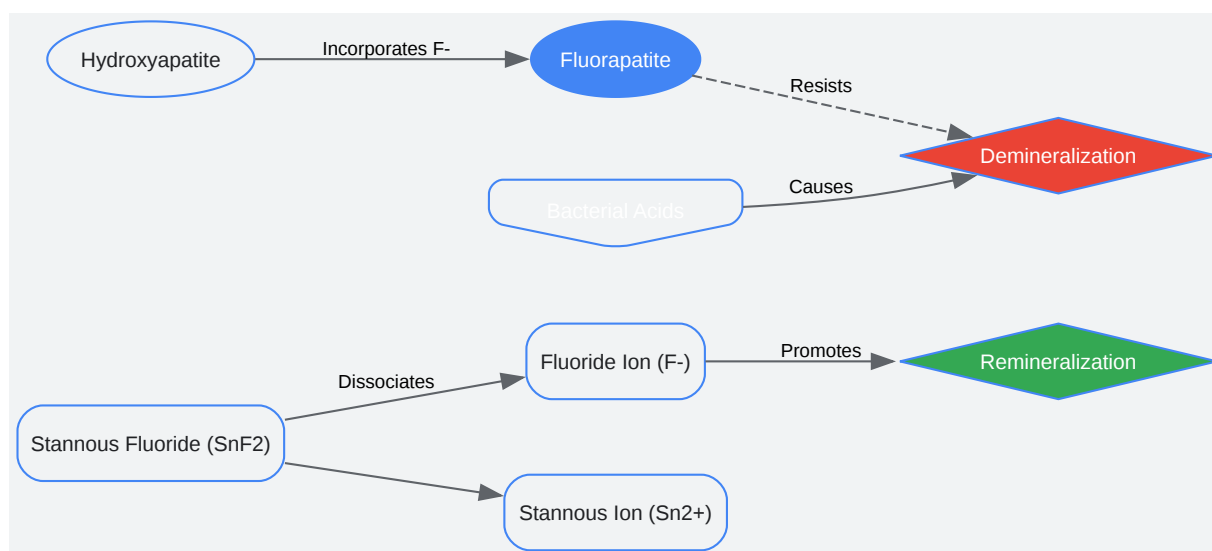 Hydroxyapatite
Incorporates F-
Fluorapatite
Resists
Demineralization
Bacterial Acids
Causes
Fluoride Ion (F-)
Promotes
Remineralization
Dissociates
Stannous Fluoride (SnF2)
Stannous Ion (Sn2+)